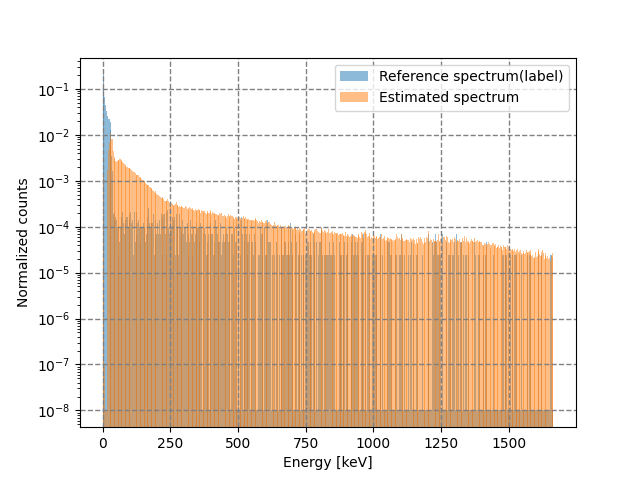 Reference spectrum(label)
Estimated spectrum
Normalized counts
10⁻¹
10⁻²
10⁻³
10⁻⁴
10⁻⁵
10⁻⁶
10⁻⁷
10⁻⁸
0 250 500 750 1000 1250 1500
Energy [keV]